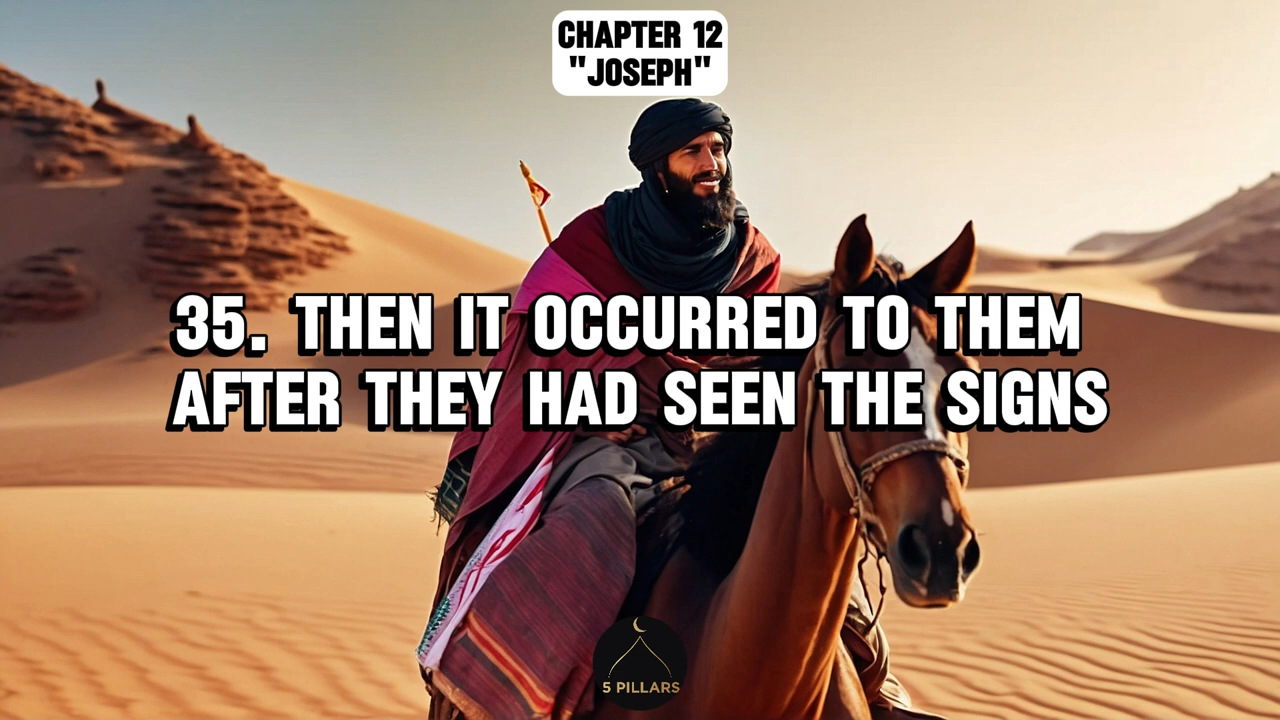 CHAPTER 12
"JOSEPH"
35. THEN IT OCCURRED TO THEM
AFTER THEY HAD SEEN THE SIGNS
5 PILLARS